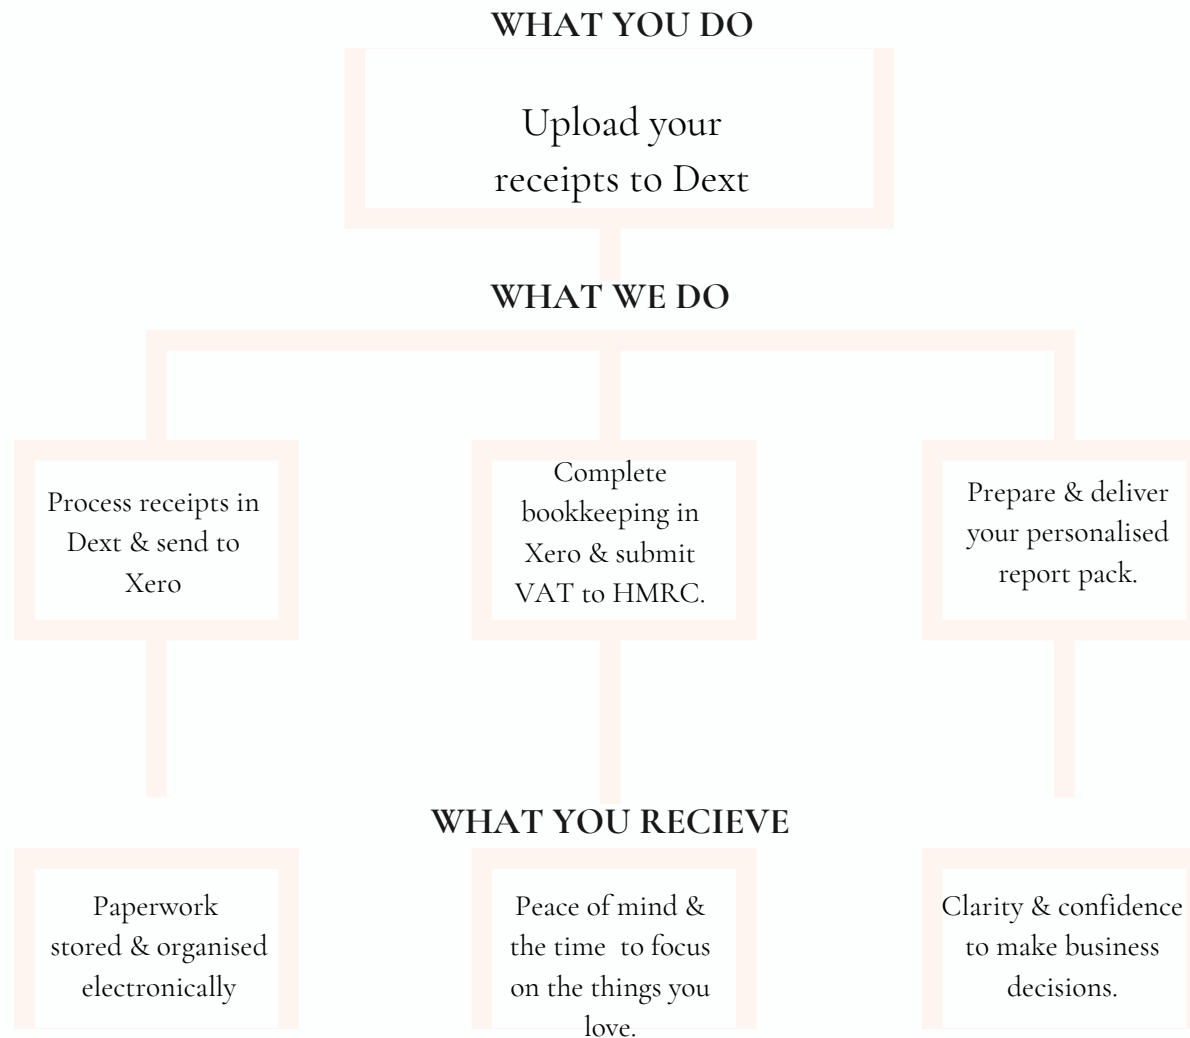 WHAT YOU DO
Upload your
receipts to Dext
WHAT WE DO
Process receipts in
Dext & send to
Xero
Complete
bookkeeping in
Xero & submit
VAT to HMRC.
Prepare & deliver
your personalised
report pack.
WHAT YOU RECIEVE
Paperwork
stored & organised
electronically
Peace of mind &
the time  to focus
on the things you
love.
Clarity & confidence
to make business
decisions.